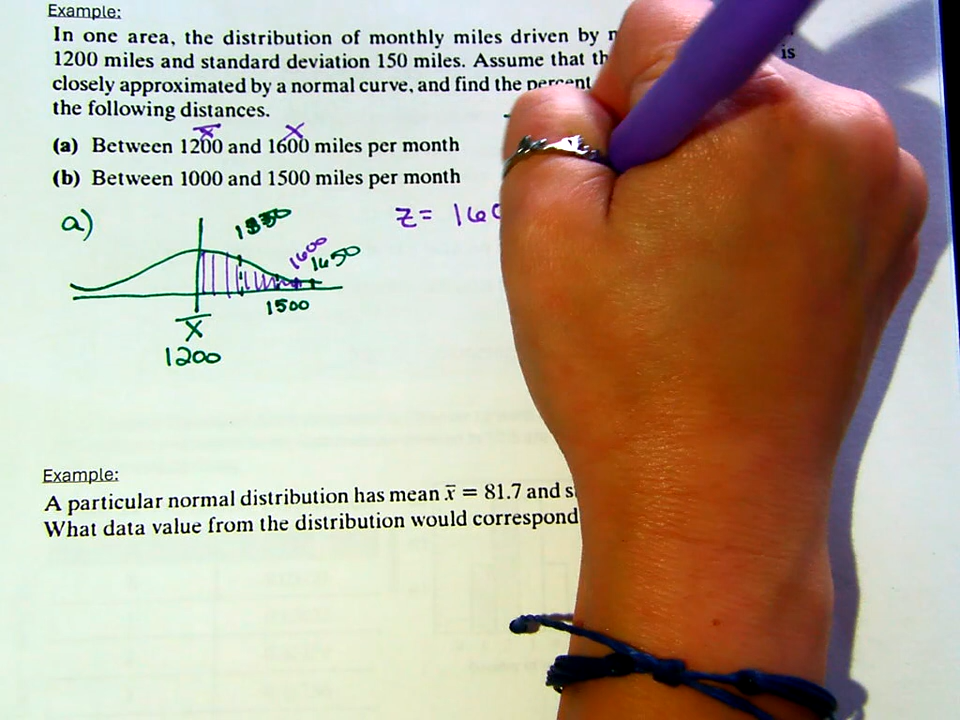 Example:
In one area, the distribution of monthly miles driven by
1200 miles and standard deviation 150 miles. Assume that is
closely approximated by a normal curve, and find the percent
the following distances.
x̄ x
(a) Between 1200 and 1600 miles per month
(b) Between 1000 and 1500 miles per month
a) z = 160
1600
1650
1500
x̄
1200
Example:
A particular normal distribution has mean x̄ = 81.7 and
What data value from the distribution would correspond